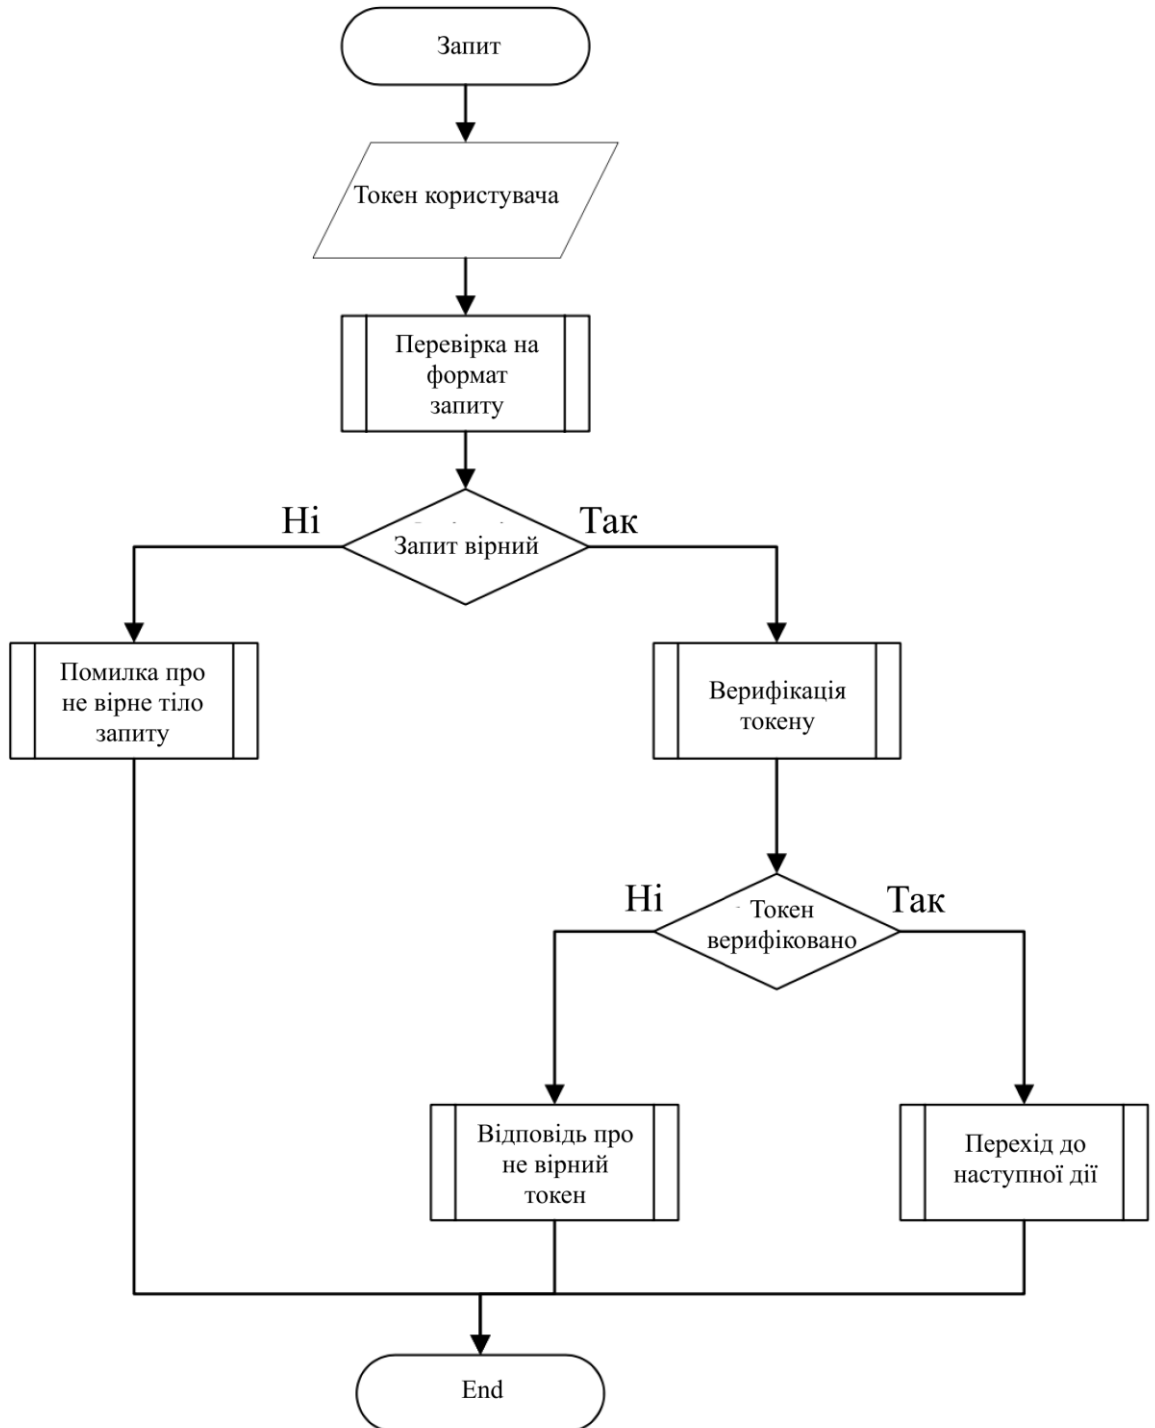 Запит
Токен користувача
Перевірка на
формат
запиту
Ні
Так
Запит вірний
Помилка про
не вірне тіло
запиту
Верифікація
токену
Ні
Так
Токен
верифіковано
Відповідь про
не вірний
токен
Перехід до
наступної дії
End